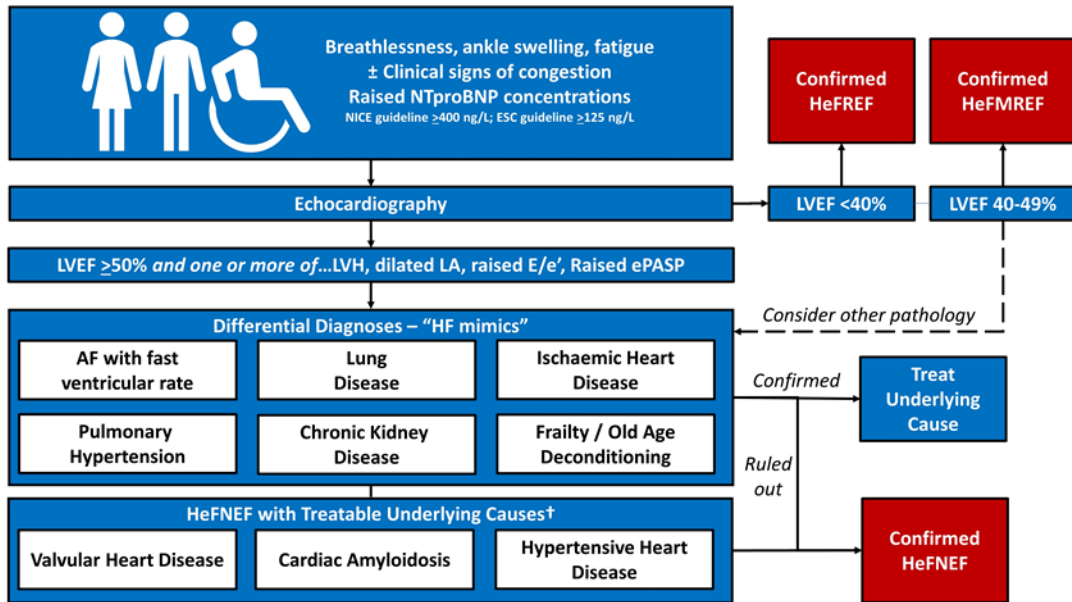 Breathlessness, ankle swelling, fatigue
± Clinical signs of congestion
Raised NTproBNP concentrations
NICE guideline ≥400 ng/L; ESC guideline ≥125 ng/L
Confirmed
HeFREF
Confirmed
HeFMREF
Echocardiography
LVEF <40%
LVEF 40-49%
LVEF ≥50% and one or more of...LVH, dilated LA, raised E/e’, Raised ePASP
Consider other pathology
Differential Diagnoses – “HF mimics”
AF with fast
ventricular rate
Lung
Disease
Ischaemic Heart
Disease
Pulmonary
Hypertension
Chronic Kidney
Disease
Frailty / Old Age
Deconditioning
Confirmed
Treat
Underlying
Cause
Ruled
out
HeFNEF with Treatable Underlying Causes†
Valvular Heart Disease
Cardiac Amyloidosis
Hypertensive Heart
Disease
Confirmed
HeFNEF